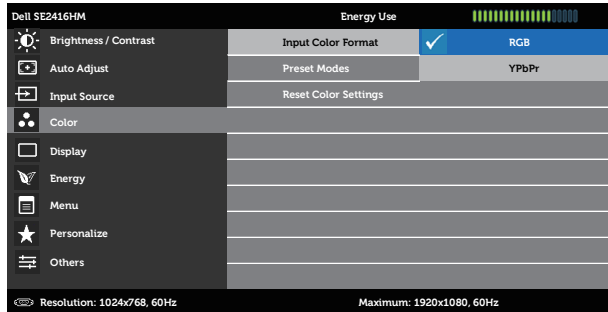 Dell SE2416HM Energy Use
Brightness / Contrast Input Color Format RGB
Auto Adjust Preset Modes YPbPr
Input Source Reset Color Settings
Color
Display
Energy
Menu
Personalize
Others
Resolution: 1024x768, 60Hz Maximum: 1920x1080, 60Hz